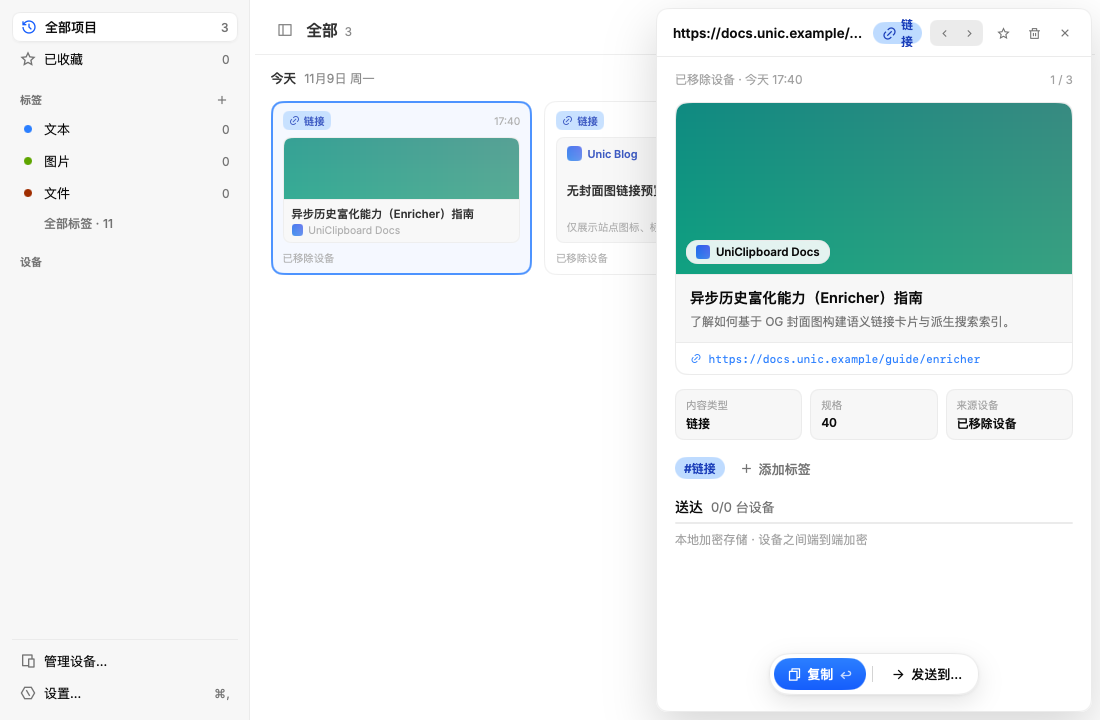 全部项目 3
已收藏 0
标签
文本 0
图片 0
文件 0
全部标签 · 11
设备
管理设备...
设置... ⌘,
全部 3
今天 11月9日 周一
链接 17:40
异步历史富化能力（Enricher）指南
UniClipboard Docs
已移除设备
链接
Unic Blog
无封面图链接预
仅展示站点图标、标
已移除设备
https://docs.unic.example/... 链接
已移除设备 · 今天 17:40 1 / 3
UniClipboard Docs
异步历史富化能力（Enricher）指南
了解如何基于 OG 封面图构建语义链接卡片与派生搜索索引。
https://docs.unic.example/guide/enricher
内容类型 规格 来源设备
链接 40 已移除设备
#链接 + 添加标签
送达 0/0 台设备
本地加密存储 · 设备之间端到端加密
复制 发送到...